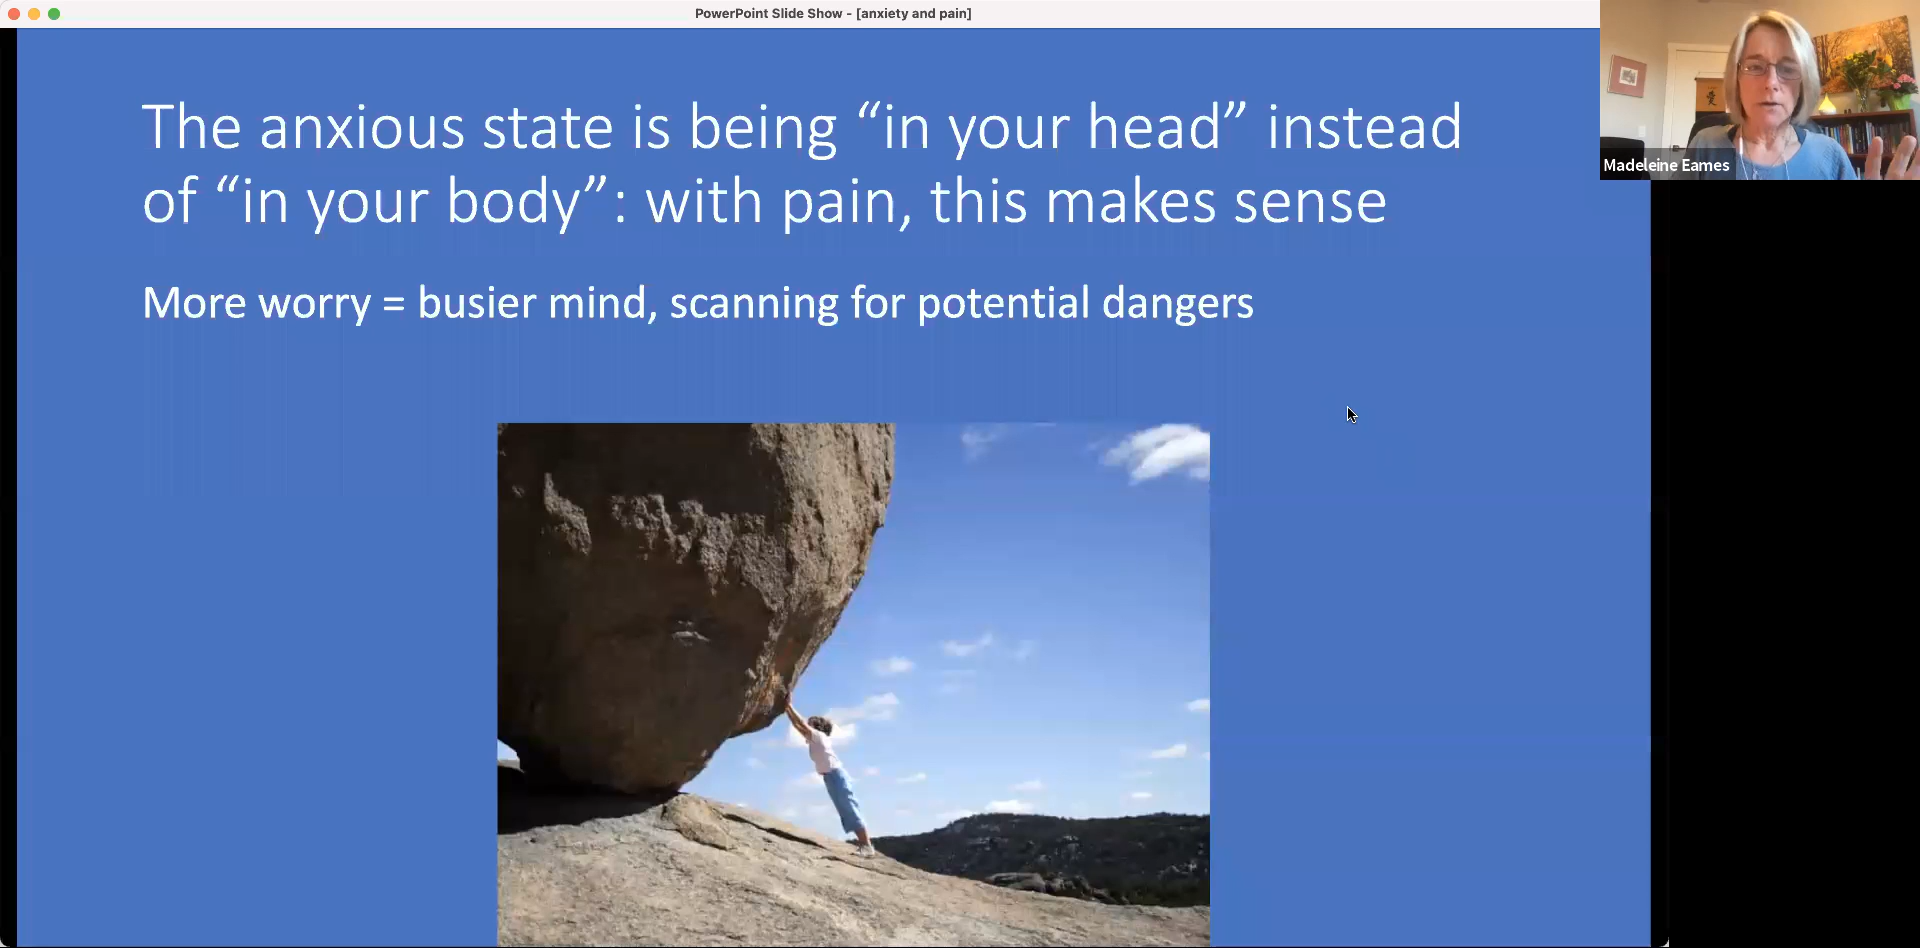 PowerPoint Slide Show - [anxiety and pain]
The anxious state is being “in your head” instead
of “in your body”: with pain, this makes sense
More worry = busier mind, scanning for potential dangers
Madeleine Eames